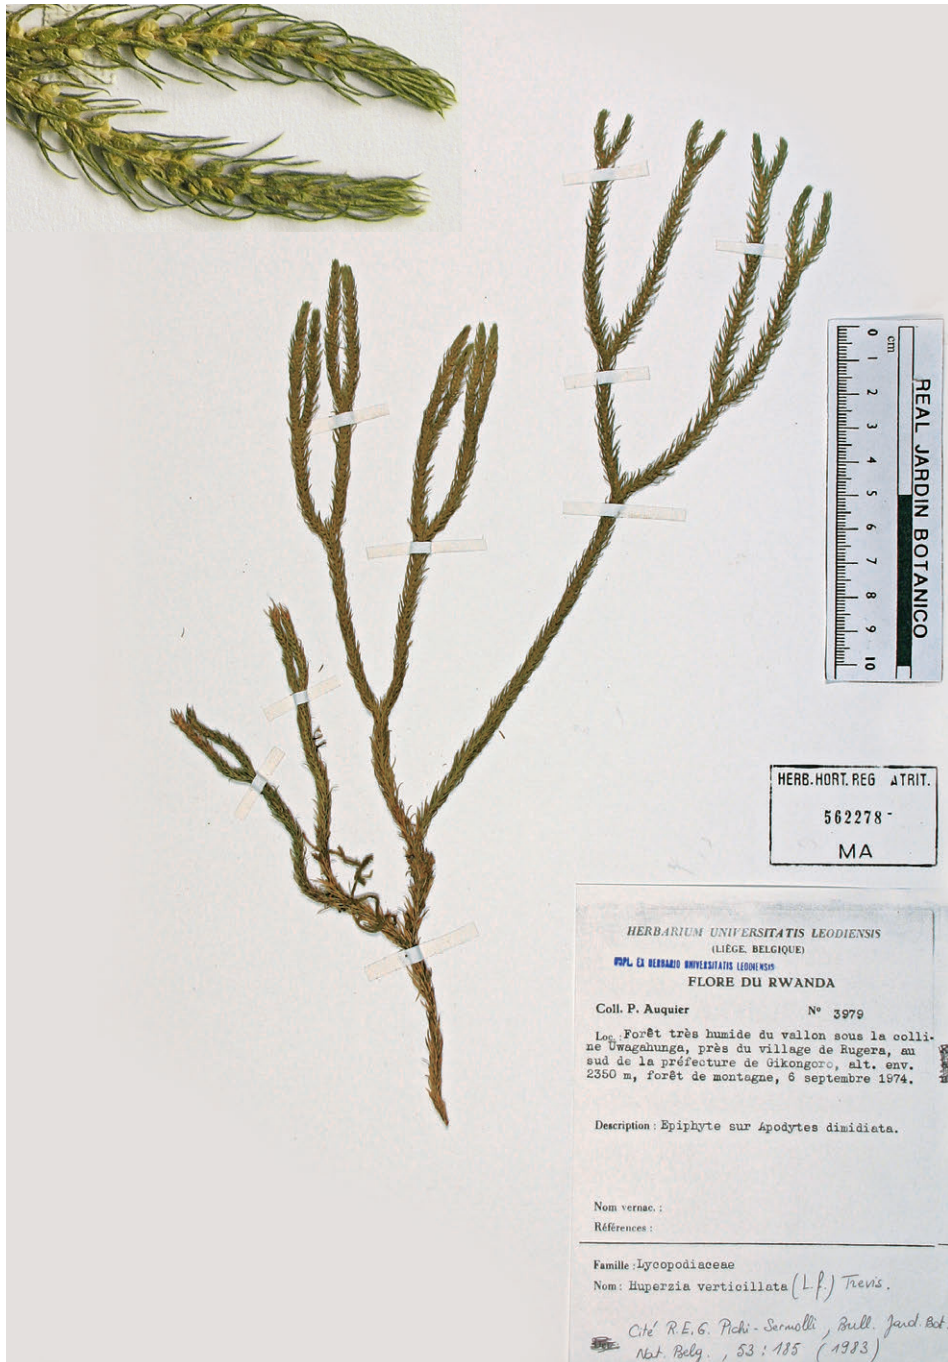 0 1 2 3 4 5 6 7 8 9 10
cm
REAL JARDIN BOTANICO
HERB. HORT. REG ATRIT.
562278-
MA
HERBARIUM UNIVERSITATIS LEODIENSIS
(LIÈGE, BELGIQUE)
DUPL. EX HERBARIO UNIVERSITATIS LEODIENSIS
FLORE DU RWANDA
Coll. P. Auquier N° 3979
Loc. : Forêt très humide du vallon sous la colli-
ne Uwagahunga, près du village de Rugera, au
sud de la préfecture de Gikongoro, alt. env.
2350 m, forêt de montagne, 6 septembre 1974.
Description : Epiphyte sur Apodytes dimidiata.
Nom vernac. :
Références :
Famille : Lycopodiaceae
Nom: Huperzia verticillata (L.f.) Trevis.
Cité R.E.G. Pichi-Sermolli, Bull. Jard. Bot.
Nat. Belg., 53 : 185 (1983)